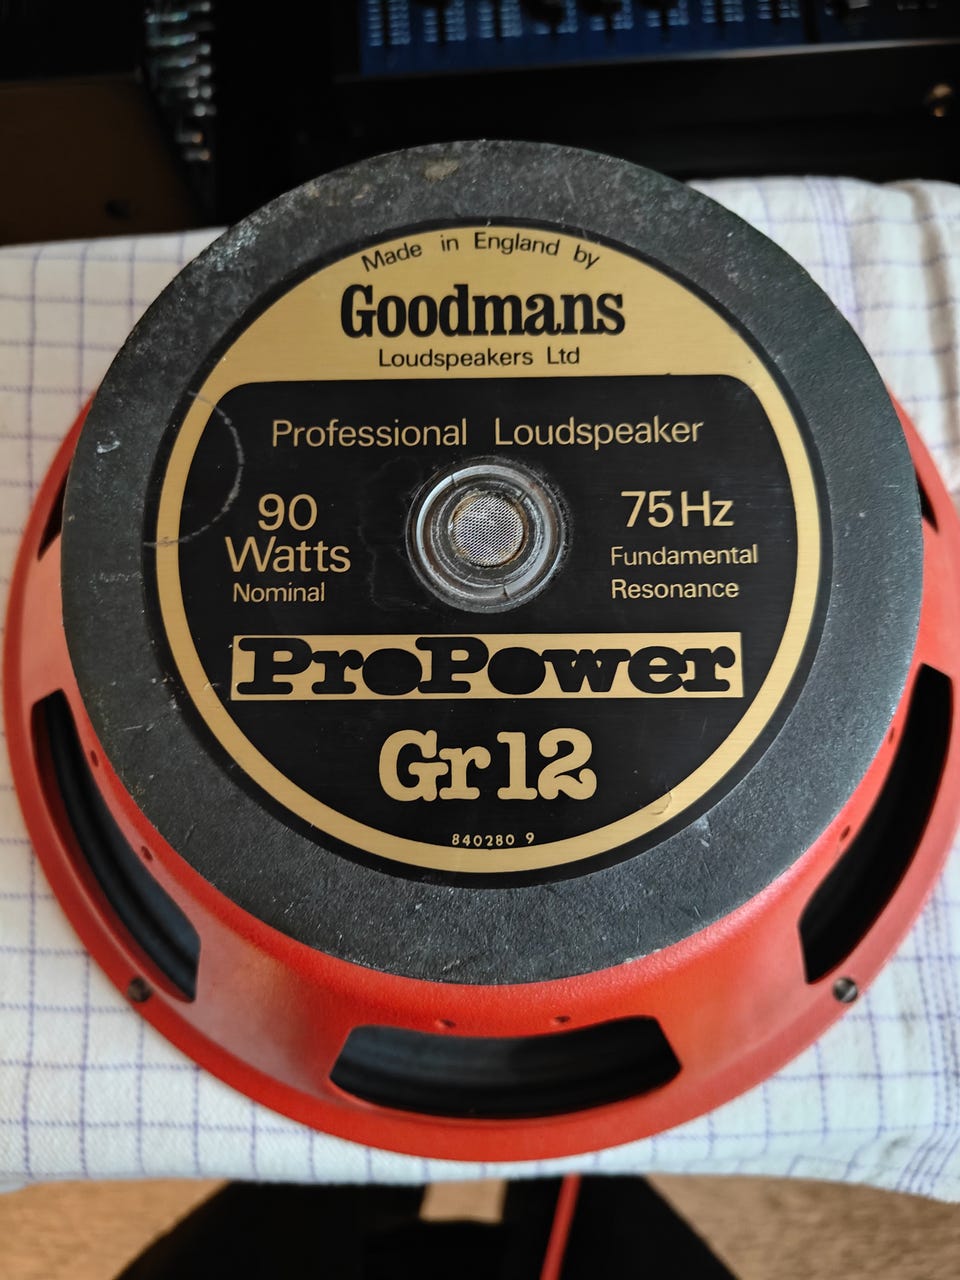 Made in England by
Goodmans
Loudspeakers Ltd
Professional Loudspeaker
90
Watts
Nominal
75Hz
Fundamental
Resonance
ProPower
Gr12
840280 9